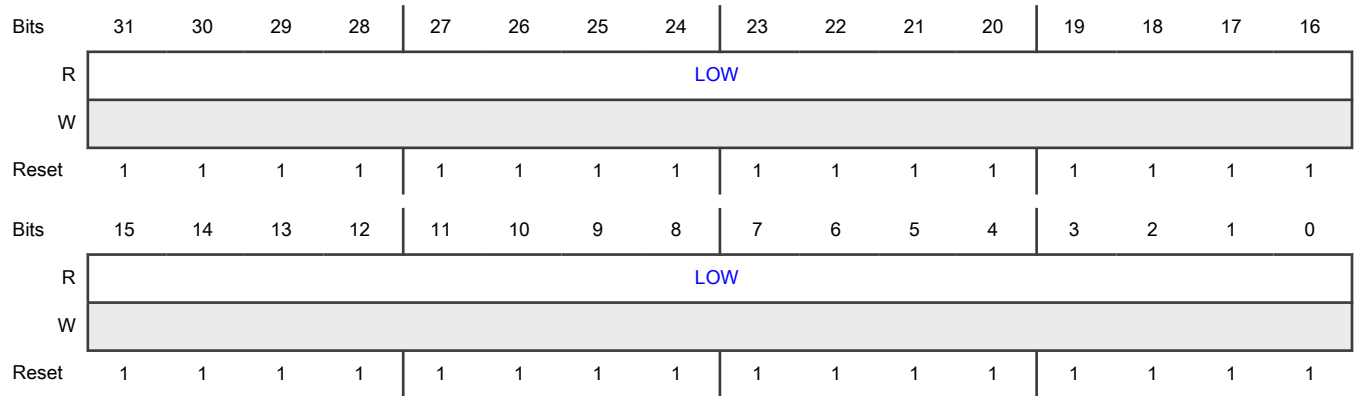 Bits 31 30 29 28 27 26 25 24 23 22 21 20 19 18 17 16
R LOW
W
Reset 1 1 1 1 1 1 1 1 1 1 1 1 1 1 1 1
Bits 15 14 13 12 11 10 9 8 7 6 5 4 3 2 1 0
R LOW
W
Reset 1 1 1 1 1 1 1 1 1 1 1 1 1 1 1 1